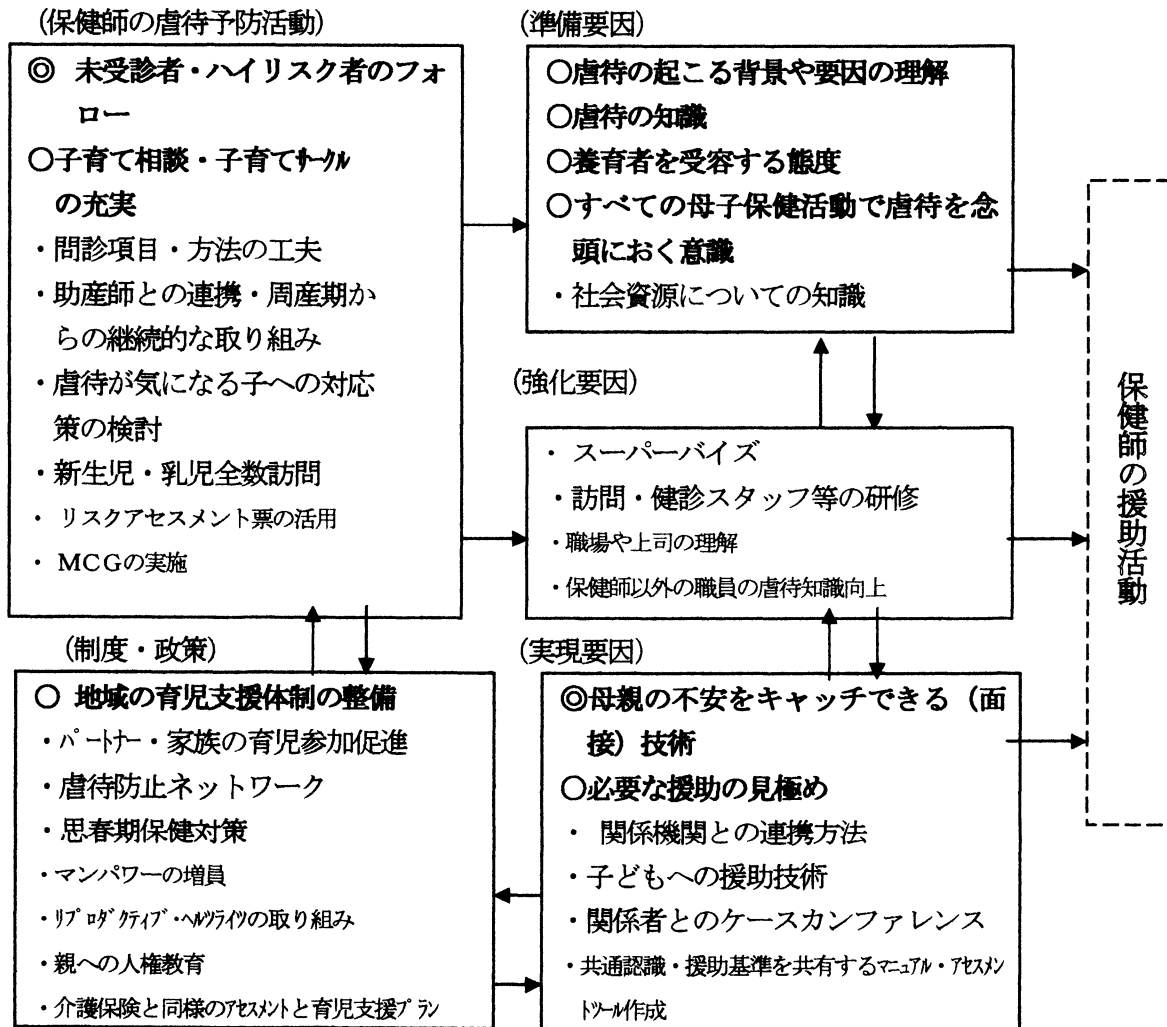 (保健師の虐待予防活動)
◎ 未受診者・ハイリスク者のフォ
ロー
○子育て相談・子育てサークル
の充実
・問診項目・方法の工夫
・助産師との連携・周産期か
らの継続的な取り組み
・虐待が気になる子への対応
策の検討
・新生児・乳児全数訪問
・ リスクアセスメント票の活用
・ MCGの実施
(制度・政策)
○ 地域の育児支援体制の整備
・パートナー・家族の育児参加促進
・虐待防止ネットワーク
・思春期保健対策
・マンパワーの増員
・リプロダクティブ・ヘルツライツの取り組み
・親への人権教育
・介護保険と同様のアセスメントと育児支援プラン
(準備要因)
○虐待の起こる背景や要因の理解
○虐待の知識
○養育者を受容する態度
○すべての母子保健活動で虐待を念
頭におく意識
・社会資源についての知識
(強化要因)
・ スーパーバイズ
・訪問・健診スタッフ等の研修
・職場や上司の理解
・保健師以外の職員の虐待知識向上
(実現要因)
◎母親の不安をキャッチできる（面
接）技術
○必要な援助の見極め
・ 関係機関との連携方法
・子どもへの援助技術
・関係者とのケースカンファレンス
・共通認識・援助基準を共有するマニュアル・アセスメン
トツール作成
保健師の援助活動